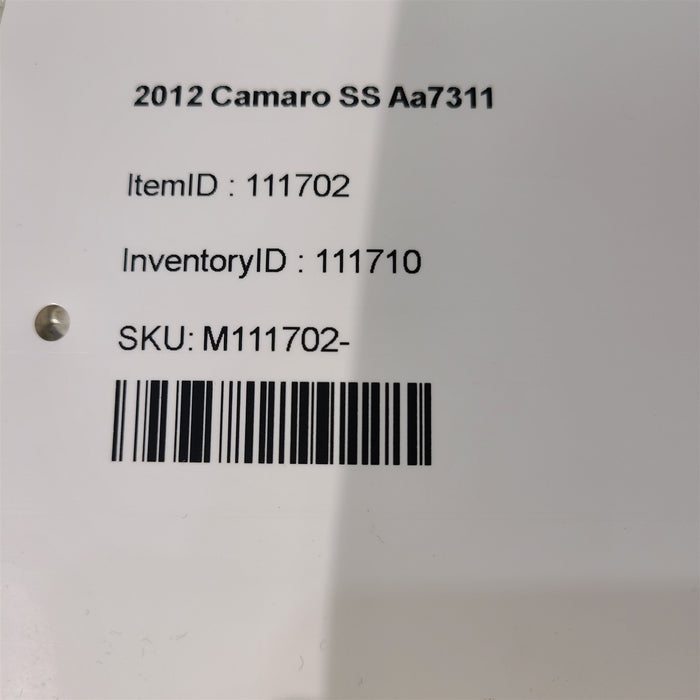 2012 Camaro SS Aa7311
ItemID : 111702
InventoryID : 111710
SKU: M111702-